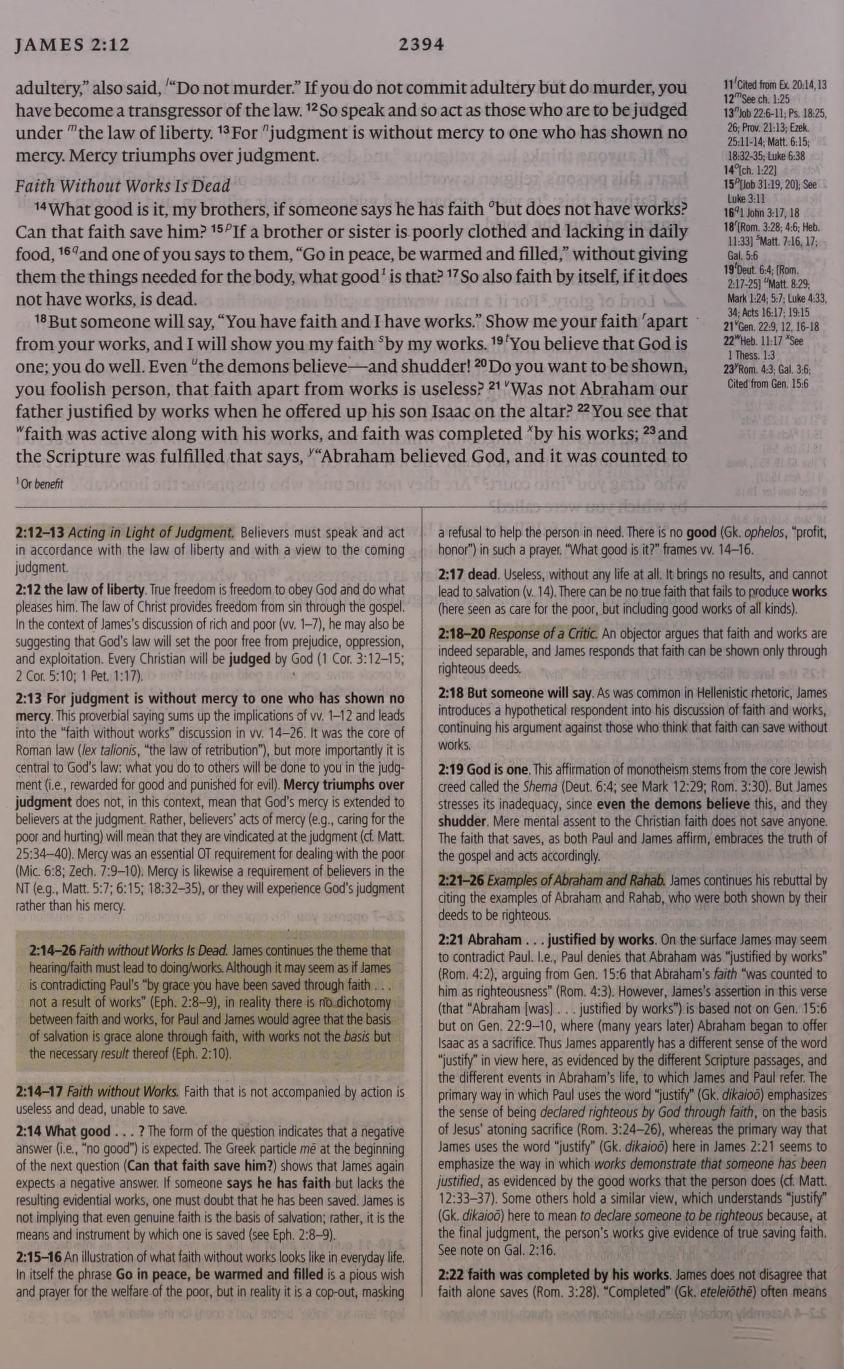 JAMES 2:12
2394
adultery,” also said, ˡ“Do not murder.” If you do not commit adultery but do murder, you
have become a transgressor of the law. ¹²So speak and so act as those who are to be judged
under ᵐthe law of liberty. ¹³For ⁿjudgment is without mercy to one who has shown no
mercy. Mercy triumphs over judgment.
Faith Without Works Is Dead
¹⁴What good is it, my brothers, if someone says he has faith ᵒbut does not have works?
Can that faith save him? ¹⁵ᵖIf a brother or sister is poorly clothed and lacking in daily
food, ¹⁶ᑫand one of you says to them, “Go in peace, be warmed and filled,” without giving
them the things needed for the body, what good¹ is that? ¹⁷So also faith by itself, if it does
not have works, is dead.
¹⁸But someone will say, “You have faith and I have works.” Show me your faith ʳapart
from your works, and I will show you my faith ˢby my works. ¹⁹ᵗYou believe that God is
one; you do well. Even ᵘthe demons believe—and shudder! ²⁰Do you want to be shown,
you foolish person, that faith apart from works is useless? ²¹ᵛWas not Abraham our
father justified by works when he offered up his son Isaac on the altar? ²²You see that
ʷfaith was active along with his works, and faith was completed ˣby his works; ²³and
the Scripture was fulfilled that says, ʸ“Abraham believed God, and it was counted to
¹Or benefit
11ˡCited from Ex. 20:14, 13
12ᵐSee ch. 1:25
13ⁿJob 22:6-11; Ps. 18:25,
26; Prov. 21:13; Ezek.
25:11-14; Matt. 6:15;
18:32-35; Luke 6:38
14ᵒ[ch. 1:22]
15ᵖ[Job 31:19, 20]; See
Luke 3:11
16ᑫ1 John 3:17, 18
18ʳ[Rom. 3:28; 4:6; Heb.
11:33] ˢMatt. 7:16, 17;
Gal. 5:6
19ᵗDeut. 6:4; [Rom.
2:17-25] ᵘMatt. 8:29;
Mark 1:24; 5:7; Luke 4:33,
34; Acts 16:17; 19:15
21ᵛGen. 22:9, 12, 16-18
22ʷHeb. 11:17 ˣSee
1 Thess. 1:3
23ʸRom. 4:3; Gal. 3:6;
Cited from Gen. 15:6
2:12–13 Acting in Light of Judgment. Believers must speak and act
in accordance with the law of liberty and with a view to the coming
judgment.
2:12 the law of liberty. True freedom is freedom to obey God and do what
pleases him. The law of Christ provides freedom from sin through the gospel.
In the context of James's discussion of rich and poor (vv. 1–7), he may also be
suggesting that God's law will set the poor free from prejudice, oppression,
and exploitation. Every Christian will be judged by God (1 Cor. 3:12–15;
2 Cor. 5:10; 1 Pet. 1:17).
2:13 For judgment is without mercy to one who has shown no
mercy. This proverbial saying sums up the implications of vv. 1–12 and leads
into the “faith without works” discussion in vv. 14–26. It was the core of
Roman law (lex talionis, “the law of retribution”), but more importantly it is
central to God's law: what you do to others will be done to you in the judg-
ment (i.e., rewarded for good and punished for evil). Mercy triumphs over
judgment does not, in this context, mean that God's mercy is extended to
believers at the judgment. Rather, believers' acts of mercy (e.g., caring for the
poor and hurting) will mean that they are vindicated at the judgment (cf. Matt.
25:34–40). Mercy was an essential OT requirement for dealing with the poor
(Mic. 6:8; Zech. 7:9–10). Mercy is likewise a requirement of believers in the
NT (e.g., Matt. 5:7; 6:15; 18:32–35), or they will experience God's judgment
rather than his mercy.
2:14–26 Faith without Works Is Dead. James continues the theme that
hearing/faith must lead to doing/works. Although it may seem as if James
is contradicting Paul's “by grace you have been saved through faith . . .
not a result of works” (Eph. 2:8–9), in reality there is no dichotomy
between faith and works, for Paul and James would agree that the basis
of salvation is grace alone through faith, with works not the basis but
the necessary result thereof (Eph. 2:10).
2:14–17 Faith without Works. Faith that is not accompanied by action is
useless and dead, unable to save.
2:14 What good . . . ? The form of the question indicates that a negative
answer (i.e., “no good”) is expected. The Greek particle mē at the beginning
of the next question (Can that faith save him?) shows that James again
expects a negative answer. If someone says he has faith but lacks the
resulting evidential works, one must doubt that he has been saved. James is
not implying that even genuine faith is the basis of salvation; rather, it is the
means and instrument by which one is saved (see Eph. 2:8–9).
2:15–16 An illustration of what faith without works looks like in everyday life.
In itself the phrase Go in peace, be warmed and filled is a pious wish
and prayer for the welfare of the poor, but in reality it is a cop-out, masking
a refusal to help the person in need. There is no good (Gk. ophelos, “profit,
honor”) in such a prayer. “What good is it?” frames vv. 14–16.
2:17 dead. Useless, without any life at all. It brings no results, and cannot
lead to salvation (v. 14). There can be no true faith that fails to produce works
(here seen as care for the poor, but including good works of all kinds).
2:18–20 Response of a Critic. An objector argues that faith and works are
indeed separable, and James responds that faith can be shown only through
righteous deeds.
2:18 But someone will say. As was common in Hellenistic rhetoric, James
introduces a hypothetical respondent into his discussion of faith and works,
continuing his argument against those who think that faith can save without
works.
2:19 God is one. This affirmation of monotheism stems from the core Jewish
creed called the Shema (Deut. 6:4; see Mark 12:29; Rom. 3:30). But James
stresses its inadequacy, since even the demons believe this, and they
shudder. Mere mental assent to the Christian faith does not save anyone.
The faith that saves, as both Paul and James affirm, embraces the truth of
the gospel and acts accordingly.
2:21–26 Examples of Abraham and Rahab. James continues his rebuttal by
citing the examples of Abraham and Rahab, who were both shown by their
deeds to be righteous.
2:21 Abraham . . . justified by works. On the surface James may seem
to contradict Paul. I.e., Paul denies that Abraham was “justified by works”
(Rom. 4:2), arguing from Gen. 15:6 that Abraham's faith “was counted to
him as righteousness” (Rom. 4:3). However, James's assertion in this verse
(that “Abraham [was] . . . justified by works”) is based not on Gen. 15:6
but on Gen. 22:9–10, where (many years later) Abraham began to offer
Isaac as a sacrifice. Thus James apparently has a different sense of the word
“justify” in view here, as evidenced by the different Scripture passages, and
the different events in Abraham's life, to which James and Paul refer. The
primary way in which Paul uses the word “justify” (Gk. dikaioō) emphasizes
the sense of being declared righteous by God through faith, on the basis
of Jesus' atoning sacrifice (Rom. 3:24–26), whereas the primary way that
James uses the word “justify” (Gk. dikaioō) here in James 2:21 seems to
emphasize the way in which works demonstrate that someone has been
justified, as evidenced by the good works that the person does (cf. Matt.
12:33–37). Some others hold a similar view, which understands “justify”
(Gk. dikaioō) here to mean to declare someone to be righteous because, at
the final judgment, the person's works give evidence of true saving faith.
See note on Gal. 2:16.
2:22 faith was completed by his works. James does not disagree that
faith alone saves (Rom. 3:28). “Completed” (Gk. eteleiōthē) often means